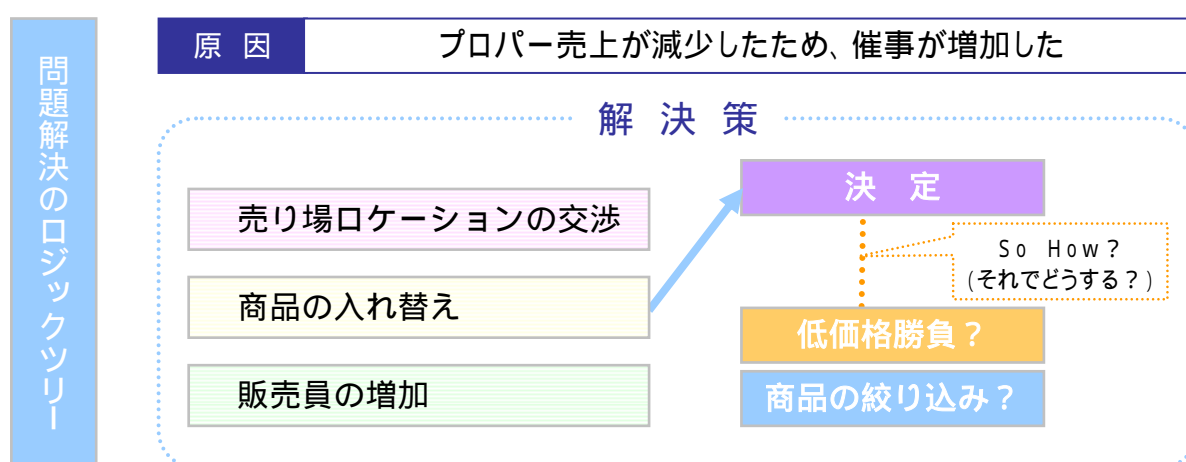 問題解決のロジックツリー
原 因
プロパー売上が減少したため、催事が増加した
解 決 策
売り場ロケーションの交渉
商品の入れ替え
販売員の増加
決 定
So How?
(それでどうする?)
低価格勝負?
商品の絞り込み?